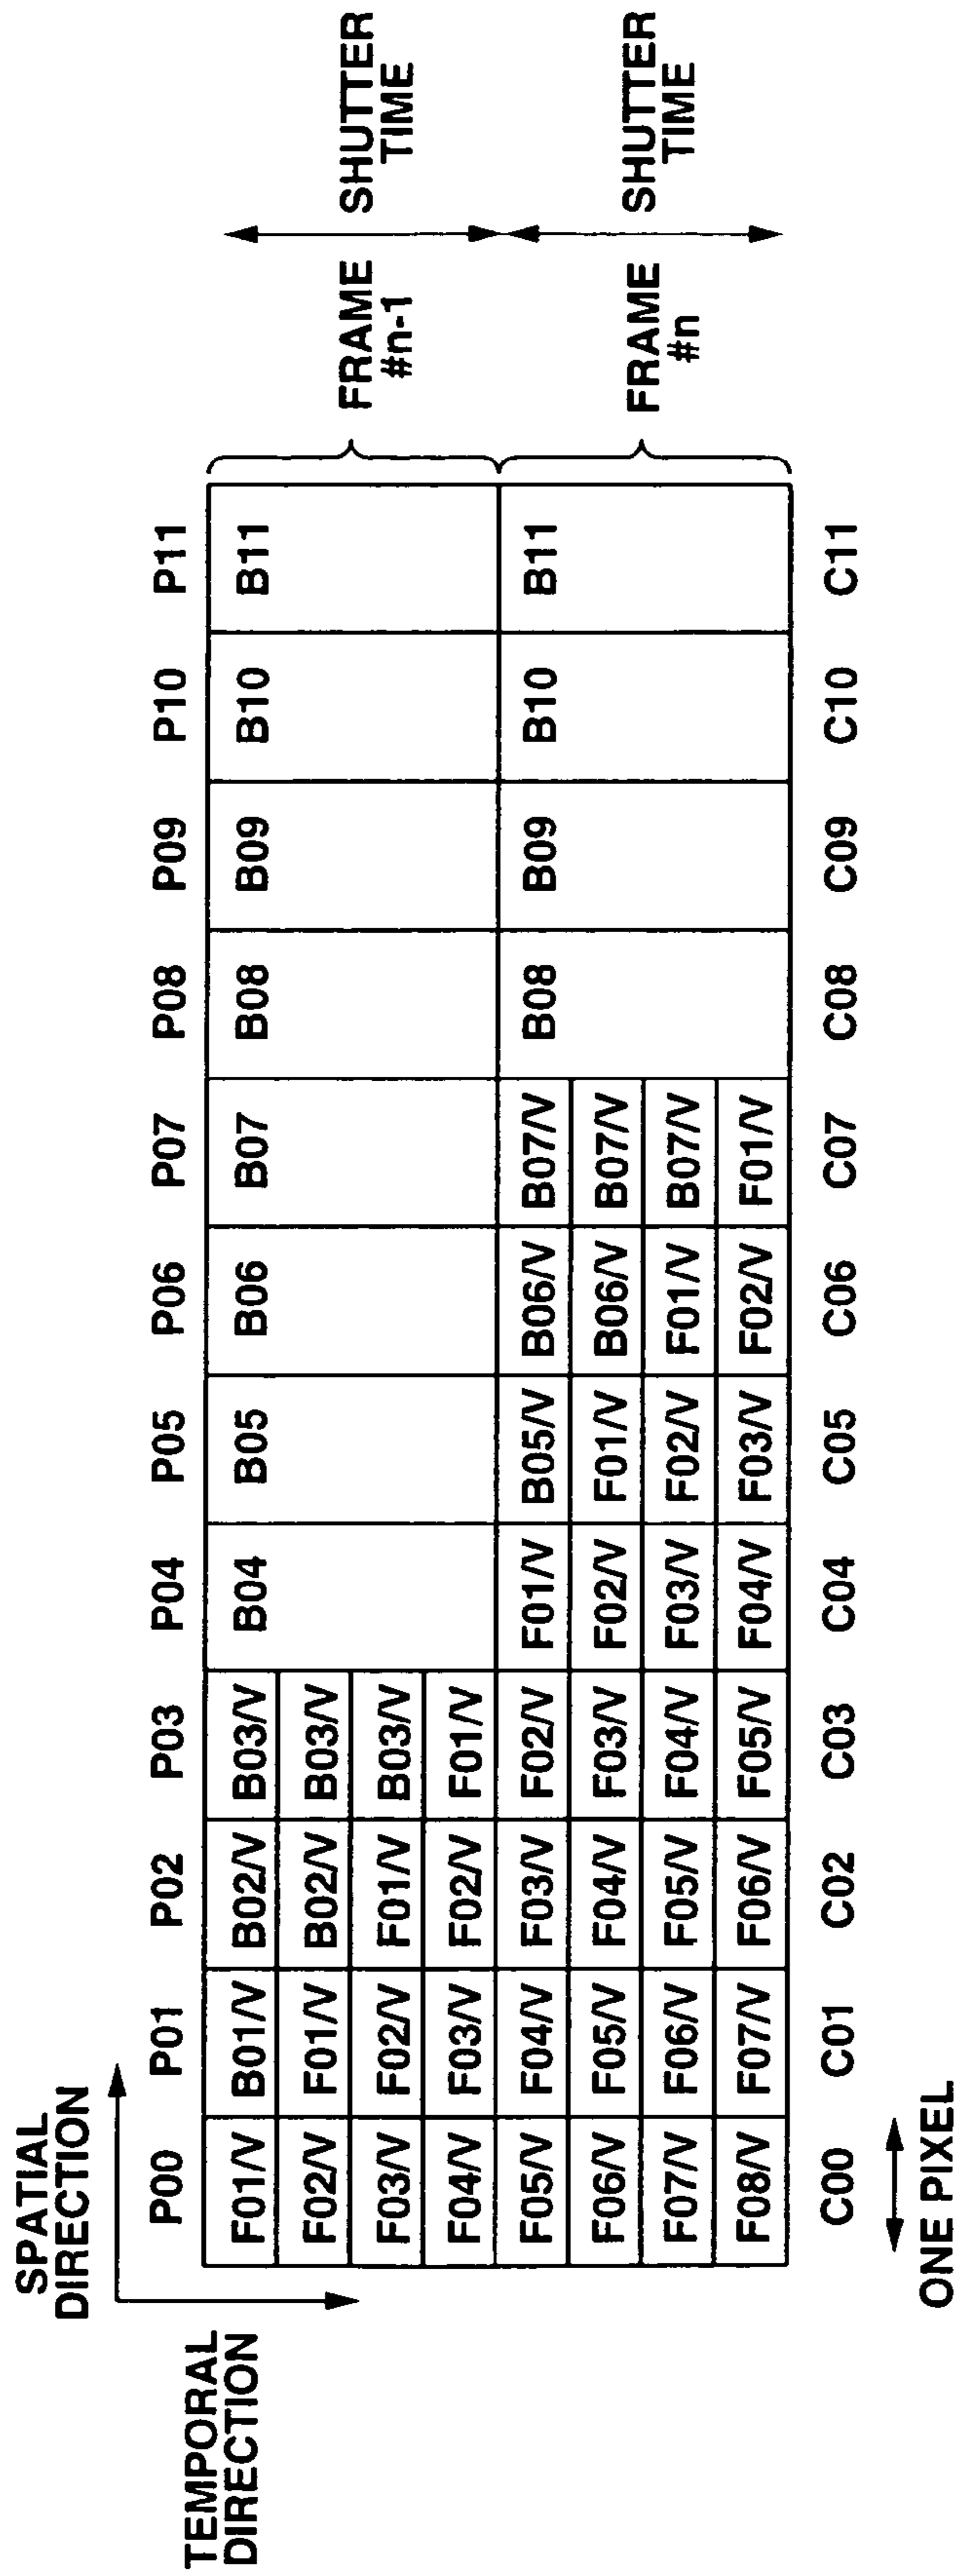 SPATIAL
DIRECTION
TEMPORAL
DIRECTION
P00 P01 P02 P03 P04 P05 P06 P07 P08 P09 P10 P11
F01/V B01/V B02/V B03/V B04 B05 B06 B07 B08 B09 B10 B11
F02/V F01/V B02/V B03/V
F03/V F02/V F01/V B03/V
F04/V F03/V F02/V F01/V
F05/V F04/V F03/V F02/V F01/V B05/V B06/V B07/V B08 B09 B10 B11
F06/V F05/V F04/V F03/V F02/V F01/V B06/V B07/V
F07/V F06/V F05/V F04/V F03/V F02/V F01/V B07/V
F08/V F07/V F06/V F05/V F04/V F03/V F02/V F01/V
C00 C01 C02 C03 C04 C05 C06 C07 C08 C09 C10 C11
ONE PIXEL
FRAME
#n-1
SHUTTER
TIME
FRAME
#n
SHUTTER
TIME